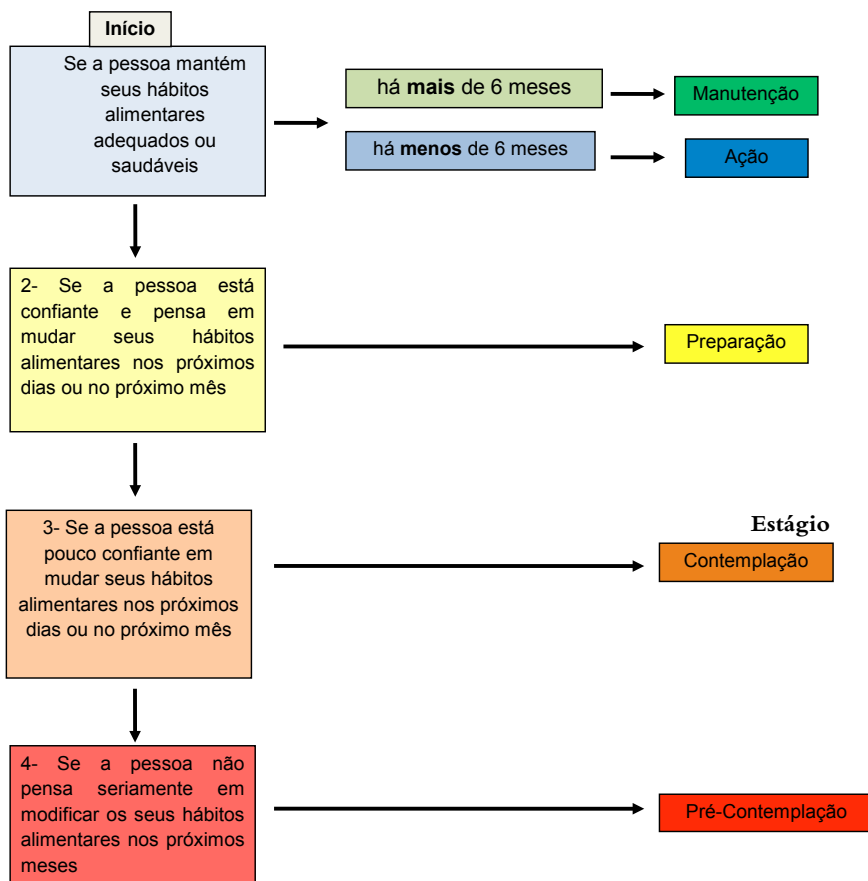 Início
Se a pessoa mantém
seus hábitos
alimentares
adequados ou
saudáveis
há mais de 6 meses
Manutenção
há menos de 6 meses
Ação
2- Se a pessoa está
confiante e pensa em
mudar seus hábitos
alimentares nos próximos
dias ou no próximo mês
Preparação
3- Se a pessoa está
pouco confiante em
mudar seus hábitos
alimentares nos próximos
dias ou no próximo mês
Estágio
Contemplação
4- Se a pessoa não
pensa seriamente em
modificar os seus hábitos
alimentares nos próximos
meses
Pré-Contemplação